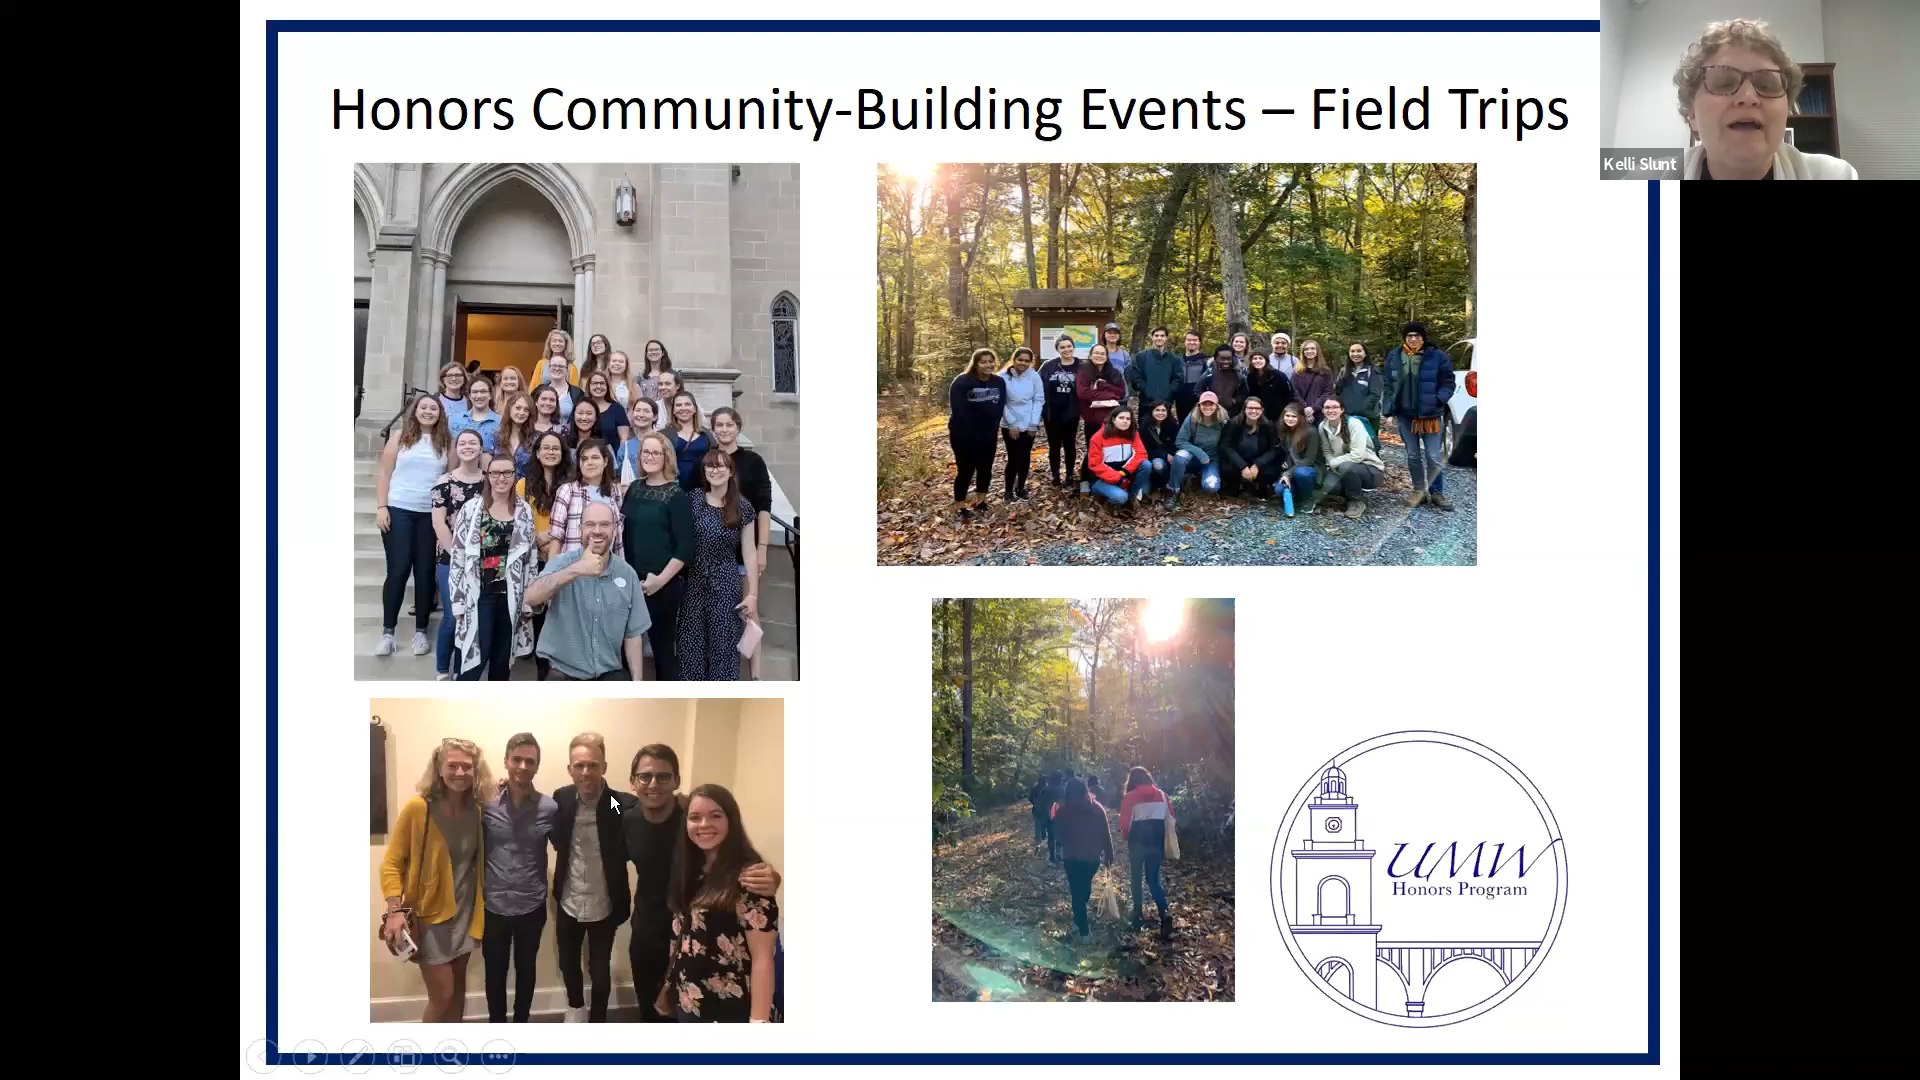 Honors Community-Building Events – Field Trips
Kelli Slunt
UMW
Honors Program